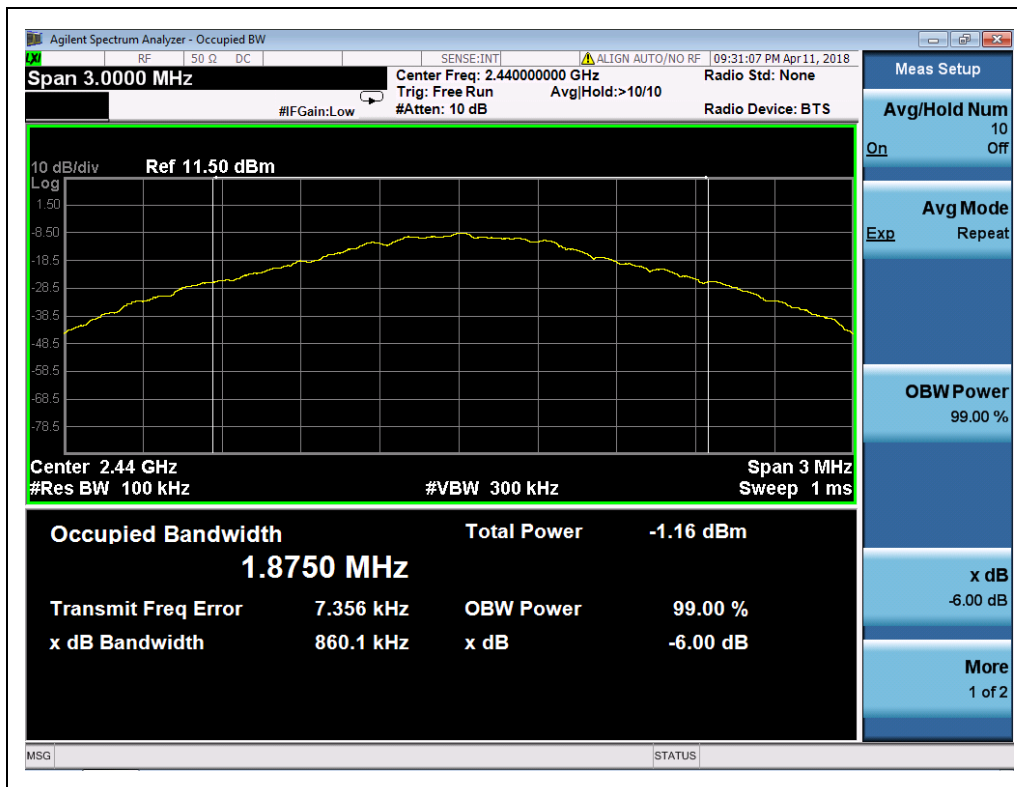 Agilent Spectrum Analyzer - Occupied BW
LXI RF 50 Ω DC SENSE:INT ALIGN AUTO/NO RF 09:31:07 PM Apr 11, 2018
Span 3.0000 MHz
Center Freq: 2.440000000 GHz Radio Std: None
Trig: Free Run Avg|Hold:>10/10
#IFGain:Low #Atten: 10 dB Radio Device: BTS
10 dB/div Ref 11.50 dBm
Log
1.50
-8.50
-18.5
-28.5
-38.5
-48.5
-58.5
-68.5
-78.5
Center 2.44 GHz Span 3 MHz
#Res BW 100 kHz #VBW 300 kHz Sweep 1 ms
Occupied Bandwidth Total Power -1.16 dBm
1.8750 MHz
Transmit Freq Error 7.356 kHz OBW Power 99.00 %
x dB Bandwidth 860.1 kHz x dB -6.00 dB
MSG STATUS
Meas Setup
Avg/Hold Num
10
On Off
Avg Mode
Exp Repeat
OBW Power
99.00 %
x dB
-6.00 dB
More
1 of 2